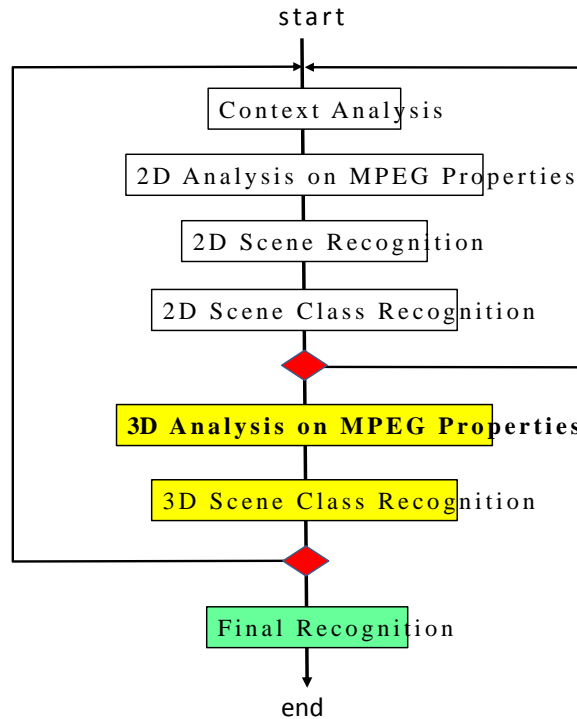 start
Context Analysis
2D Analysis on MPEG Properties
2D Scene Recognition
2D Scene Class Recognition
3D Analysis on MPEG Properties
3D Scene Class Recognition
Final Recognition
end